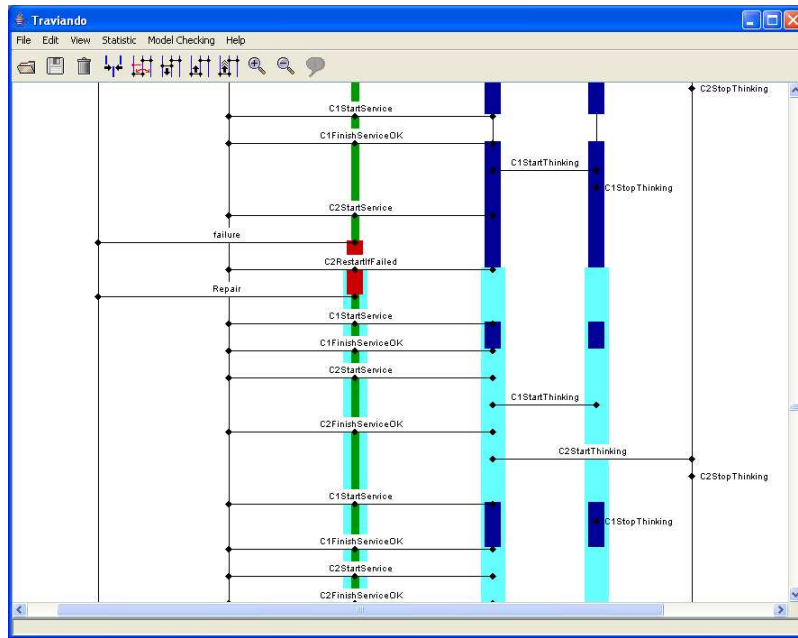 Traviando
File Edit View Statistic Model Checking Help
C2StopThinking
C1StartService
C1FinishServiceOK
C1StartThinking
C1StopThinking
C2StartService
failure
C2RestartIfFailed
Repair
C1StartService
C1FinishServiceOK
C2StartService
C1StartThinking
C2FinishServiceOK
C2StartThinking
C2StopThinking
C1StartService
C1StopThinking
C1FinishServiceOK
C2StartService
C2FinishServiceOK